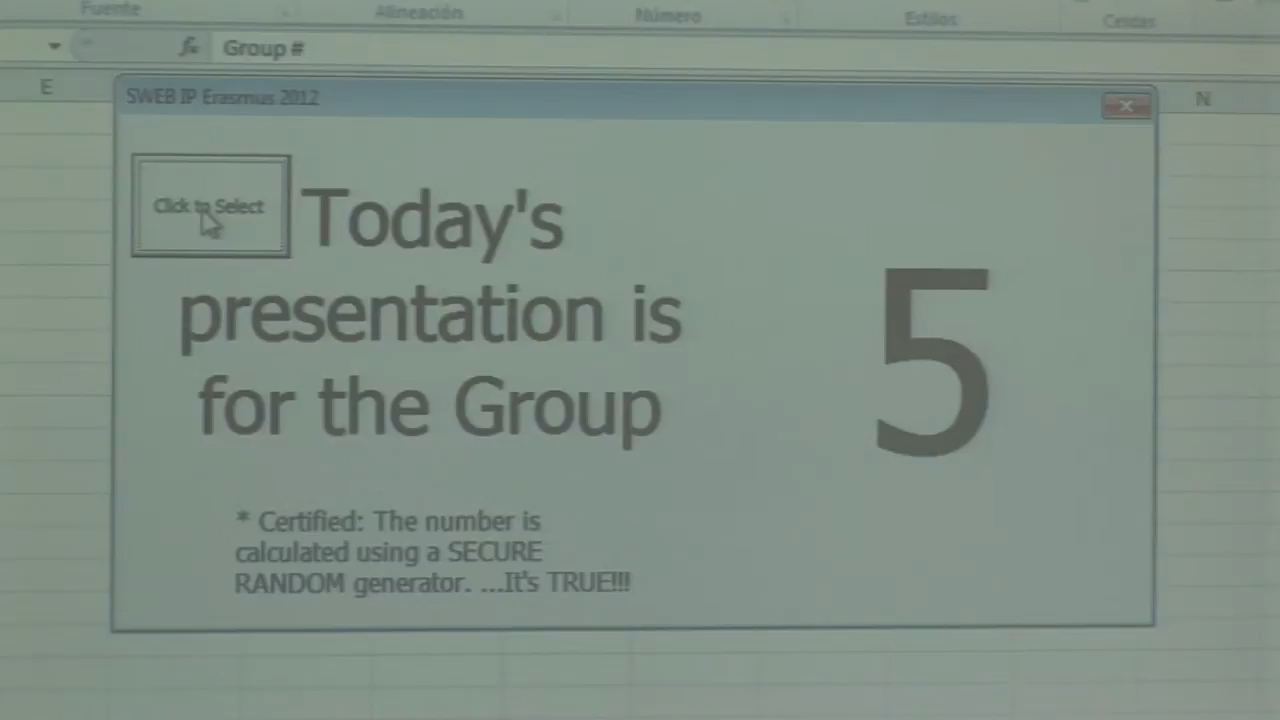 Fuente Alineación Número Estilos Celdas
fx Group #
E N
SWEB IP Erasmus 2012
Click to Select
Today's
presentation is
for the Group
5
* Certified: The number is
calculated using a SECURE
RANDOM generator. ...It's TRUE!!!